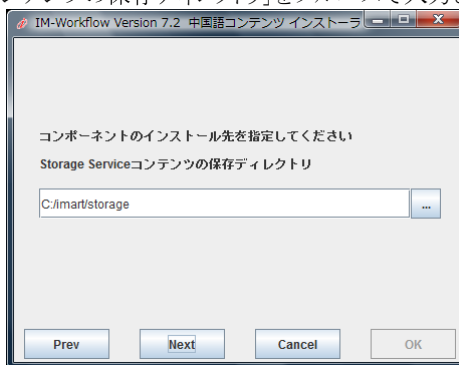 IM-Workflow Version 7.2 中国語コンテンツ インストーラ
コンポーネントのインストール先を指定してください
Storage Serviceコンテンツの保存ディレクトリ
C:/imart/storage
...
Prev Next Cancel OK